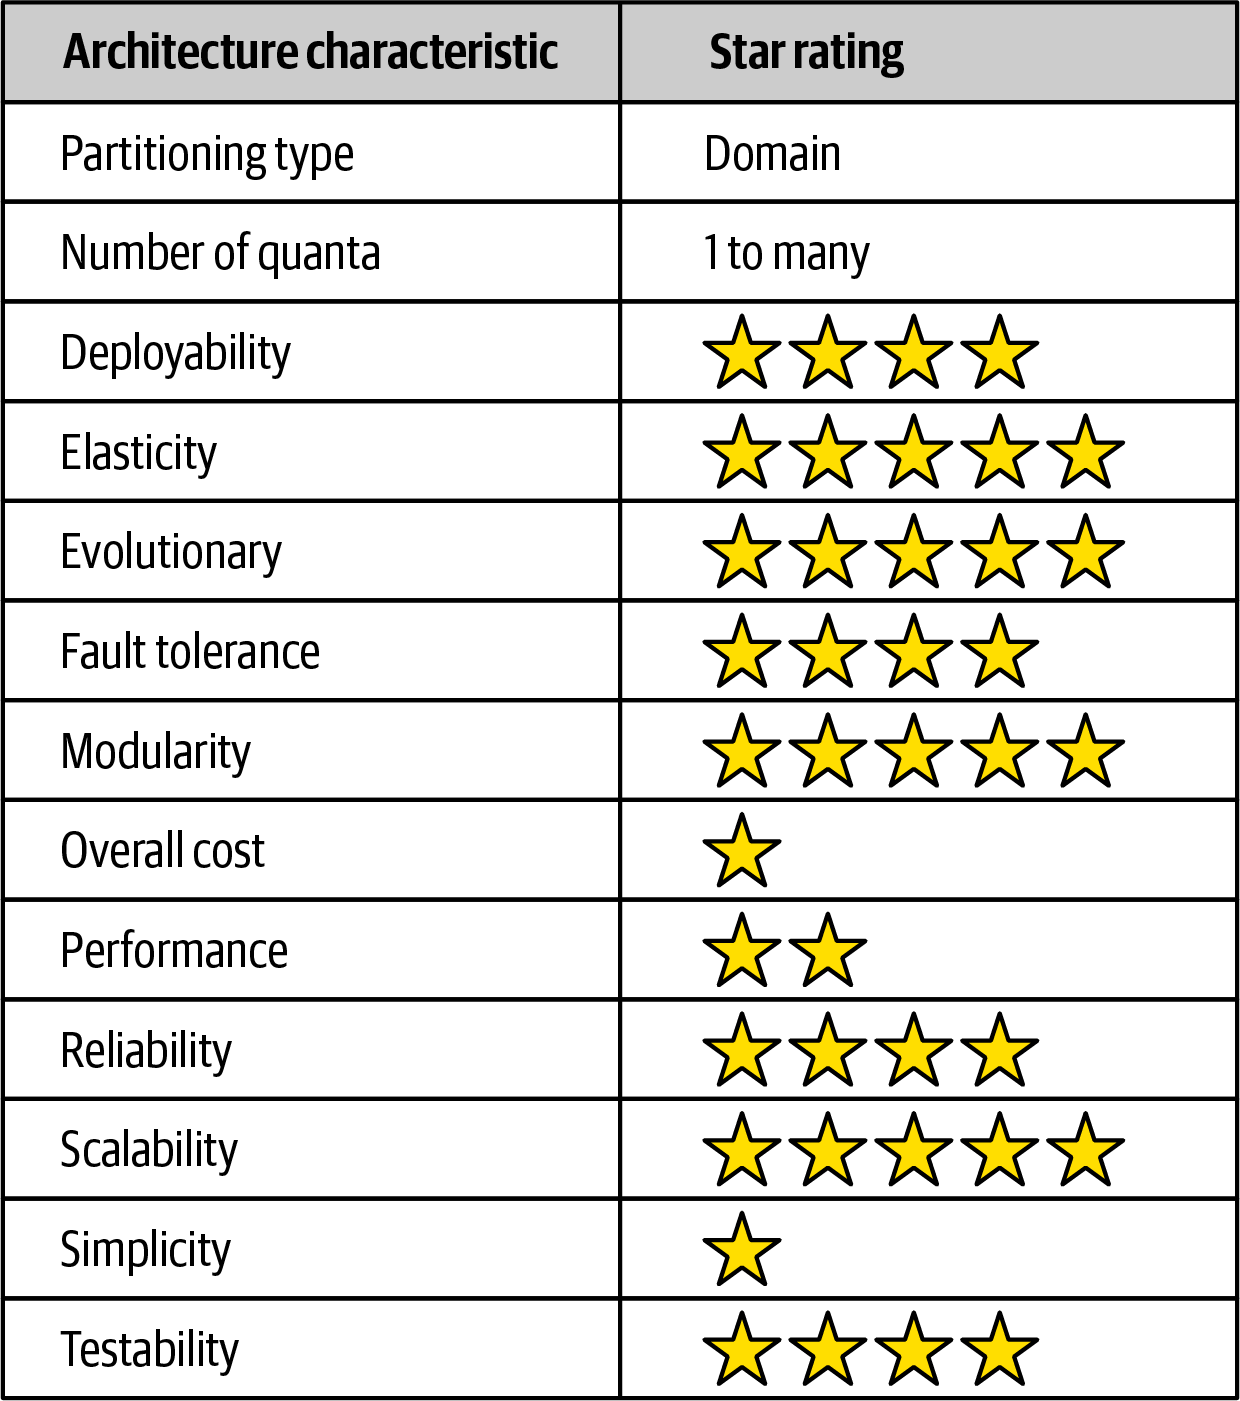 Architecture characteristic Star rating
Partitioning type Domain
Number of quanta 1 to many
Deployability
Elasticity
Evolutionary
Fault tolerance
Modularity
Overall cost
Performance
Reliability
Scalability
Simplicity
Testability